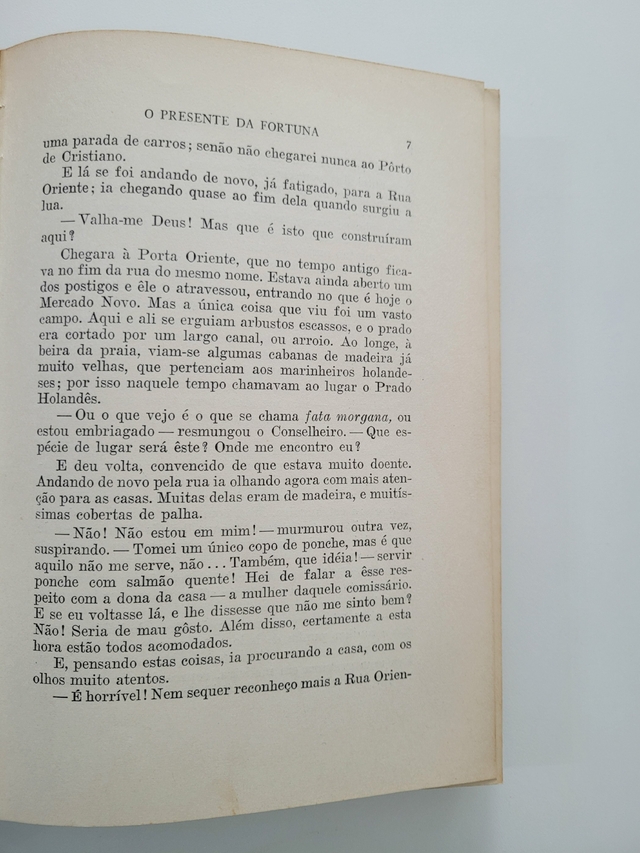 O PRESENTE DA FORTUNA 7
uma parada de carros; senão não chegarei nunca ao Pôrto
de Cristiano.
E lá se foi andando de novo, já fatigado, para a Rua
Oriente; ia chegando quase ao fim dela quando surgiu a
lua.
— Valha-me Deus! Mas que é isto que construíram
aqui?
Chegara à Porta Oriente, que no tempo antigo fica-
va no fim da rua do mesmo nome. Estava ainda aberto um
dos postigos e êle o atravessou, entrando no que é hoje o
Mercado Novo. Mas a única coisa que viu foi um vasto
campo. Aqui e ali se erguiam arbustos escassos, e o prado
era cortado por um largo canal, ou arroio. Ao longe, à
beira da praia, viam-se algumas cabanas de madeira já
muito velhas, que pertenciam aos marinheiros holande-
ses; por isso naquele tempo chamavam ao lugar o Prado
Holandês.
— Ou o que vejo é o que se chama fata morgana, ou
estou embriagado — resmungou o Conselheiro. — Que es-
pécie de lugar será êste? Onde me encontro eu?
E deu volta, convencido de que estava muito doente.
Andando de novo pela rua ia olhando agora com mais aten-
ção para as casas. Muitas delas eram de madeira, e muitís-
simas cobertas de palha.
— Não! Não estou em mim! — murmurou outra vez,
suspirando. — Tomei um único copo de ponche, mas é que
aquilo não me serve, não... Também, que idéia! — servir
ponche com salmão quente! Hei de falar a êsse res-
peito com a dona da casa — a mulher daquele comissário.
E se eu voltasse lá, e lhe dissesse que não me sinto bem?
Não! Seria de mau gôsto. Além disso, certamente a esta
hora estão todos acomodados.
E, pensando estas coisas, ia procurando a casa, com os
olhos muito atentos.
— É horrível! Nem sequer reconheço mais a Rua Orien-